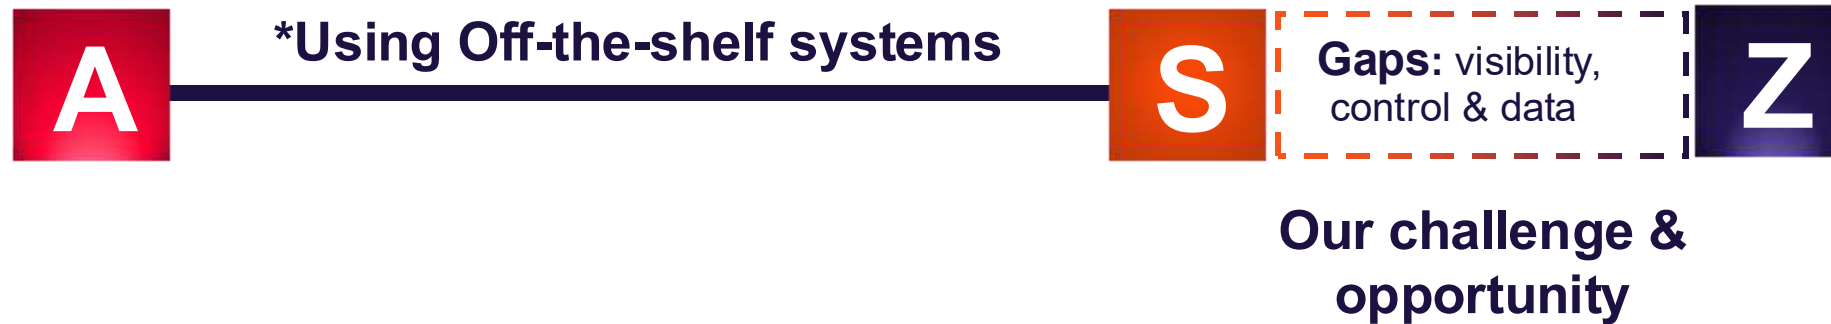 A
*Using Off-the-shelf systems
S
Gaps: visibility,
control & data
Z
Our challenge &
opportunity